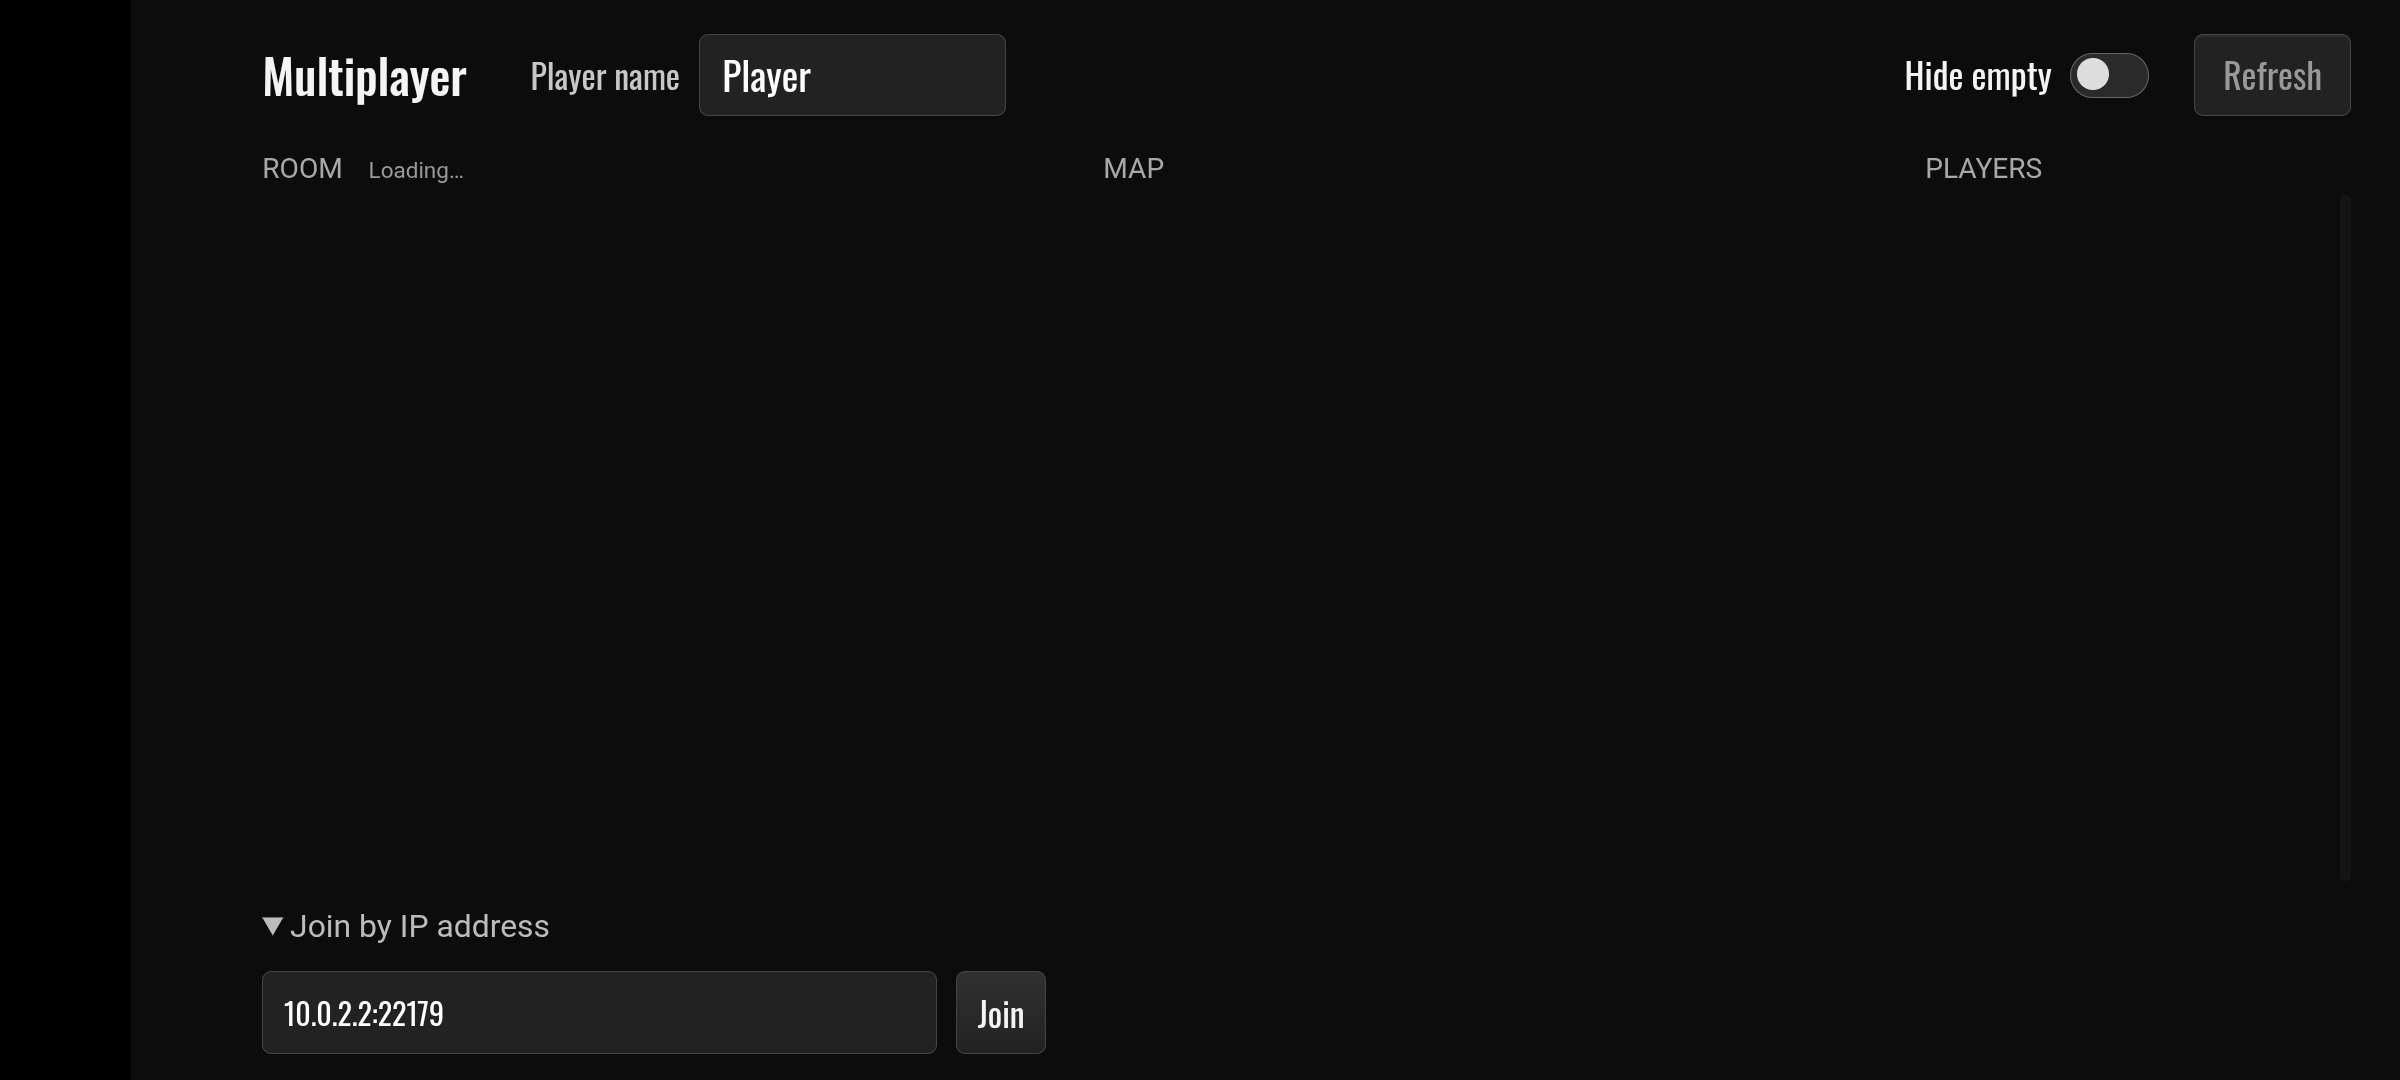 Multiplayer Player name Player Hide empty Refresh
ROOM Loading... MAP PLAYERS
▼ Join by IP address
10.0.2.2:22179 Join